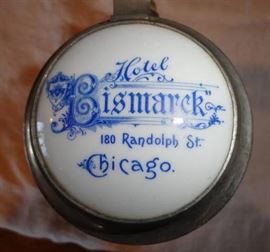 Hotel
Bismarck"
180 Randolph St.
Chicago.